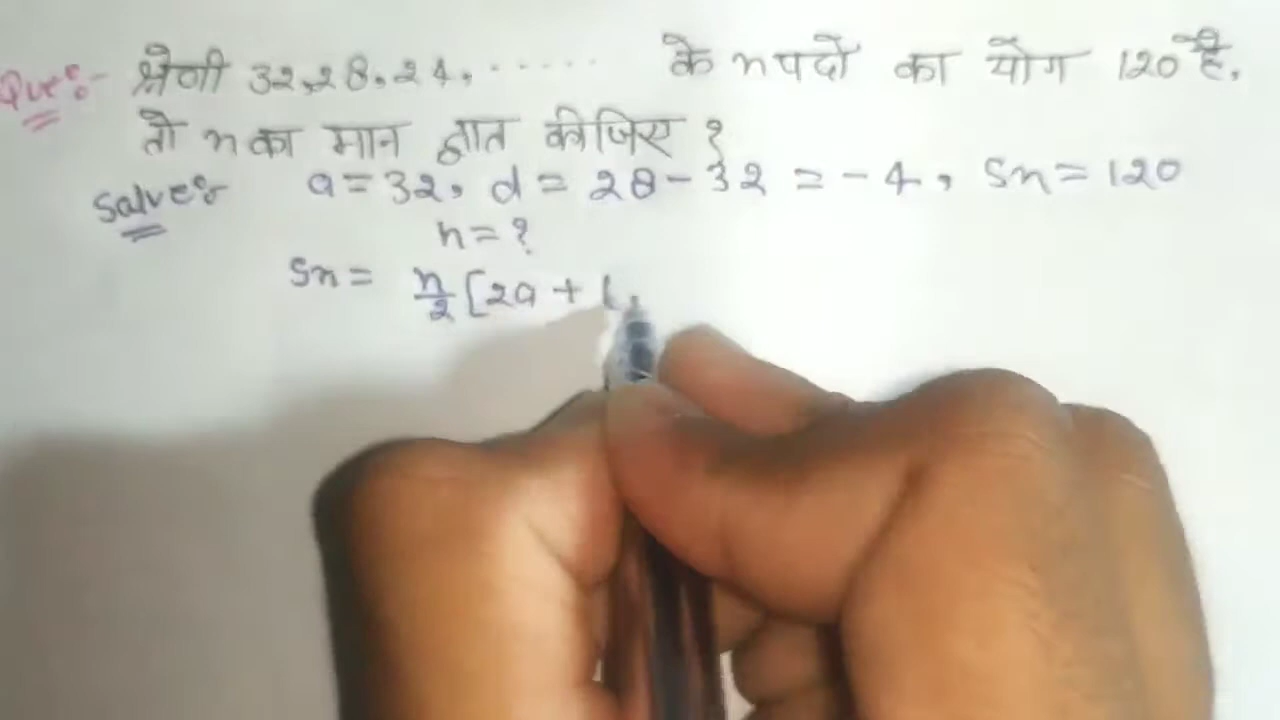 Que:- श्रेणी 32, 28, 24, ...... के n पदों का योग 120 है,
तो n का मान ज्ञात कीजिए ?
Solve:- a = 32, d = 28 - 32 = - 4, Sn = 120
n = ?
Sn = n/2 [2a + (